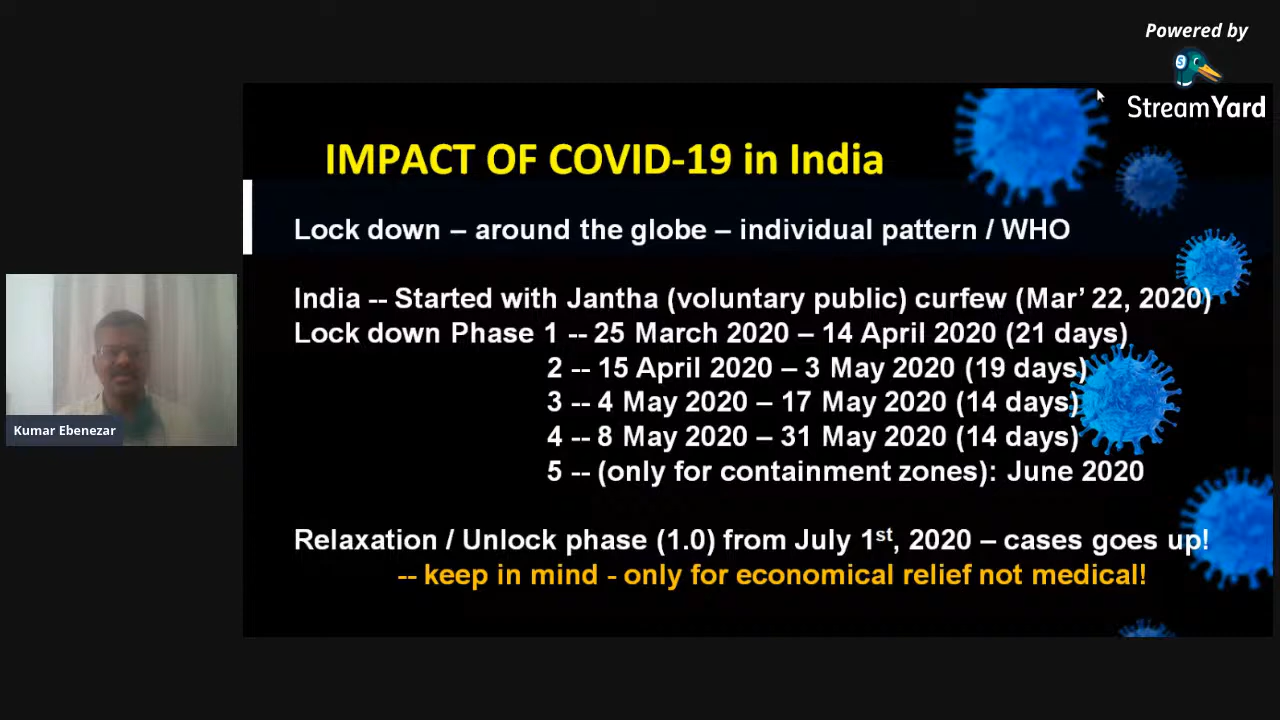 Powered by
StreamYard
IMPACT OF COVID-19 in India
Lock down – around the globe – individual pattern / WHO
India -- Started with Jantha (voluntary public) curfew (Mar’ 22, 2020)
Lock down Phase 1 -- 25 March 2020 – 14 April 2020 (21 days)
2 -- 15 April 2020 – 3 May 2020 (19 days)
3 -- 4 May 2020 – 17 May 2020 (14 days)
4 -- 8 May 2020 – 31 May 2020 (14 days)
5 -- (only for containment zones): June 2020
Relaxation / Unlock phase (1.0) from July 1st, 2020 – cases goes up!
-- keep in mind - only for economical relief not medical!
Kumar Ebenezar